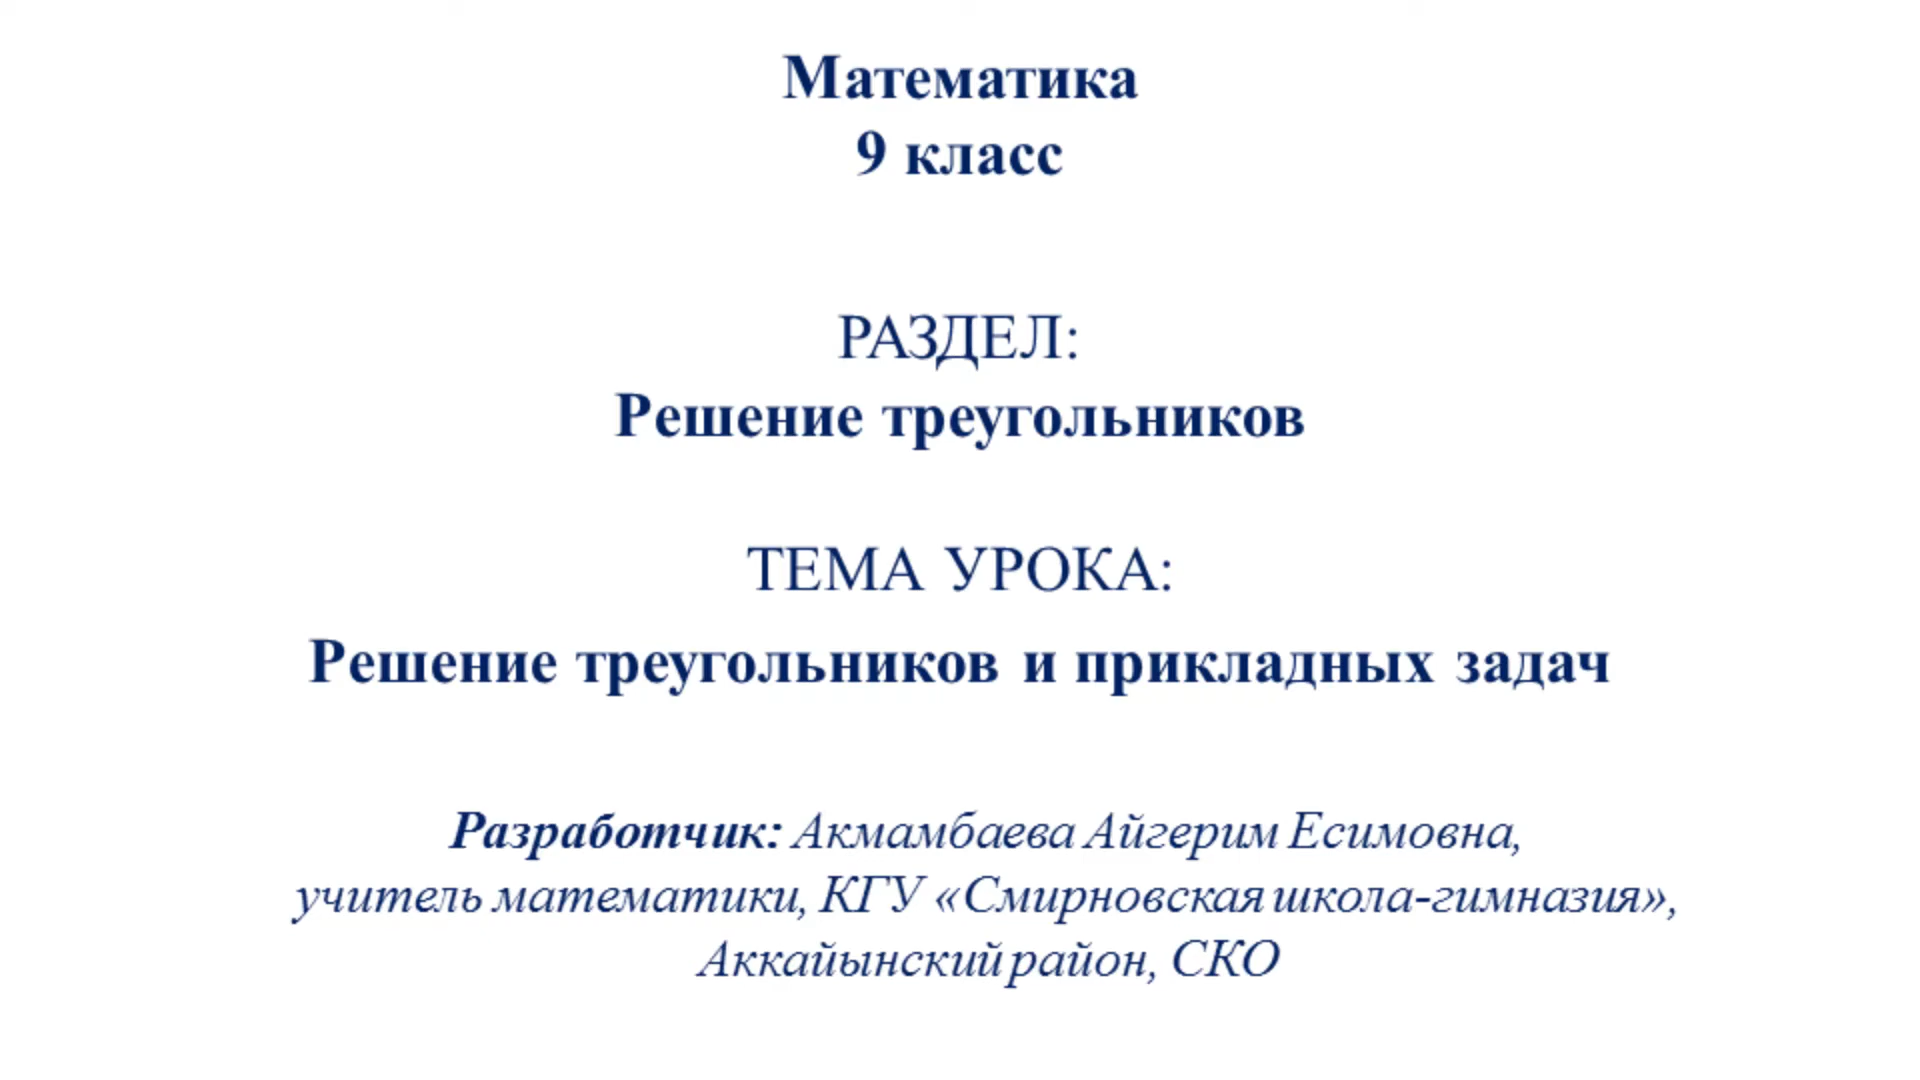 Математика
9 класс
РАЗДЕЛ:
Решение треугольников
ТЕМА УРОКА:
Решение треугольников и прикладных задач
Разработчик: Акмамбаева Айгерим Есимовна,
учитель математики, КГУ «Смирновская школа-гимназия»,
Аккайынский район, СКО